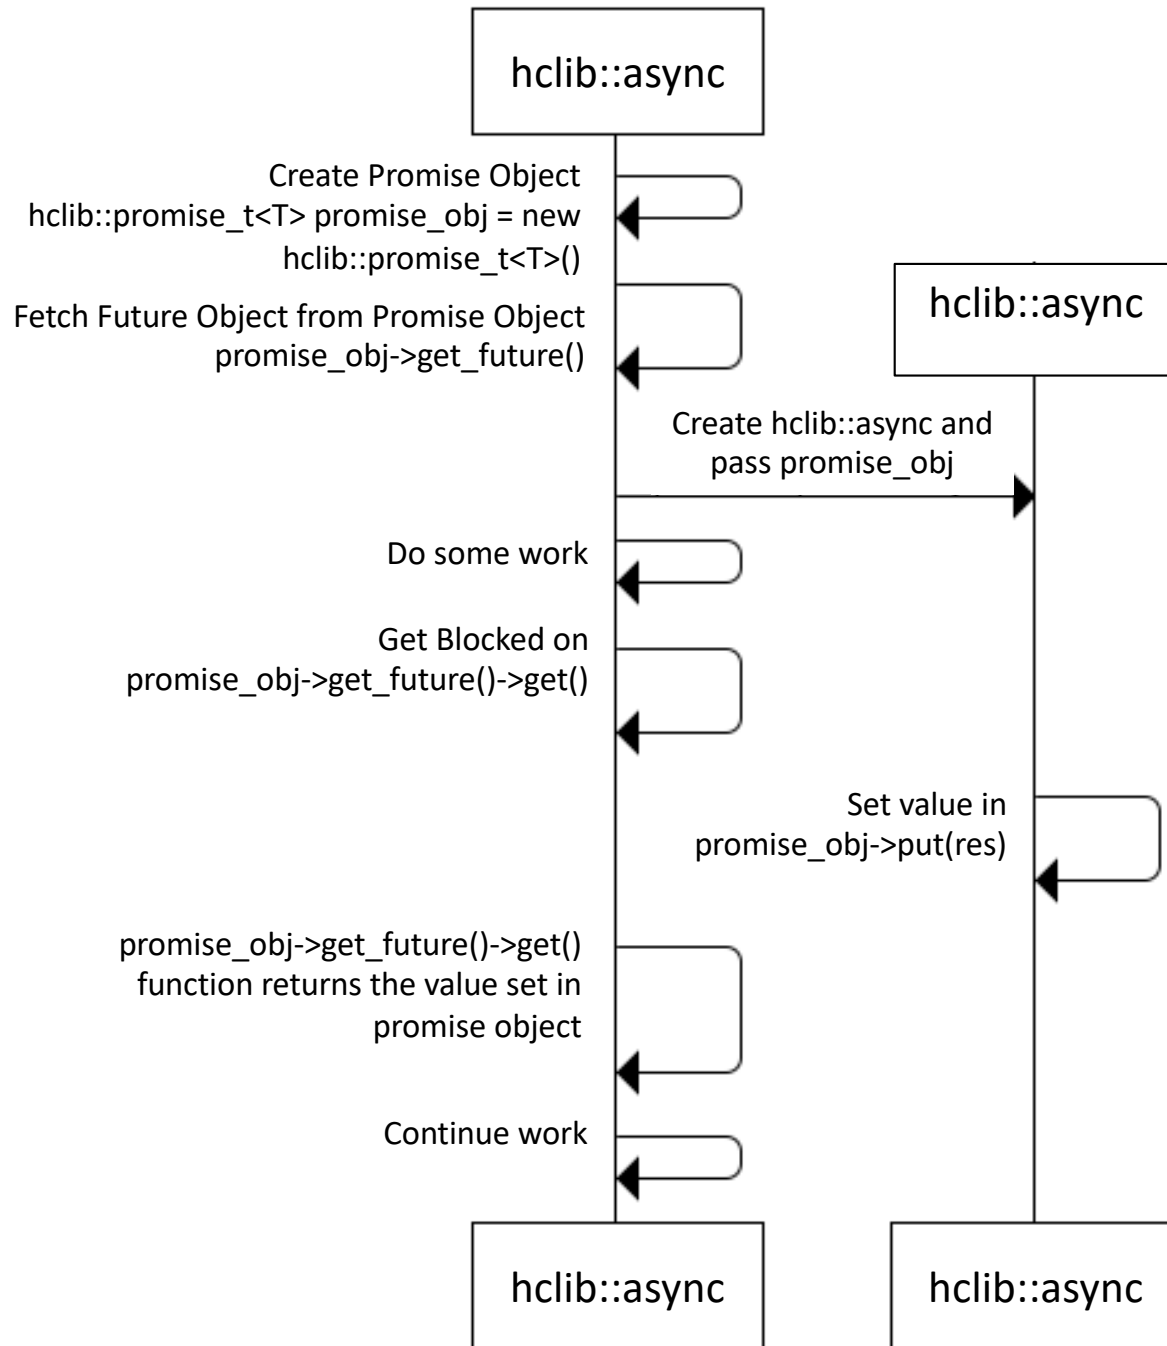 hclib::async
Create Promise Object
hclib::promise_t<T> promise_obj = new
hclib::promise_t<T>()
Fetch Future Object from Promise Object
promise_obj->get_future()
hclib::async
Create hclib::async and
pass promise_obj
Do some work
Get Blocked on
promise_obj->get_future()->get()
Set value in
promise_obj->put(res)
promise_obj->get_future()->get()
function returns the value set in
promise object
Continue work
hclib::async
hclib::async